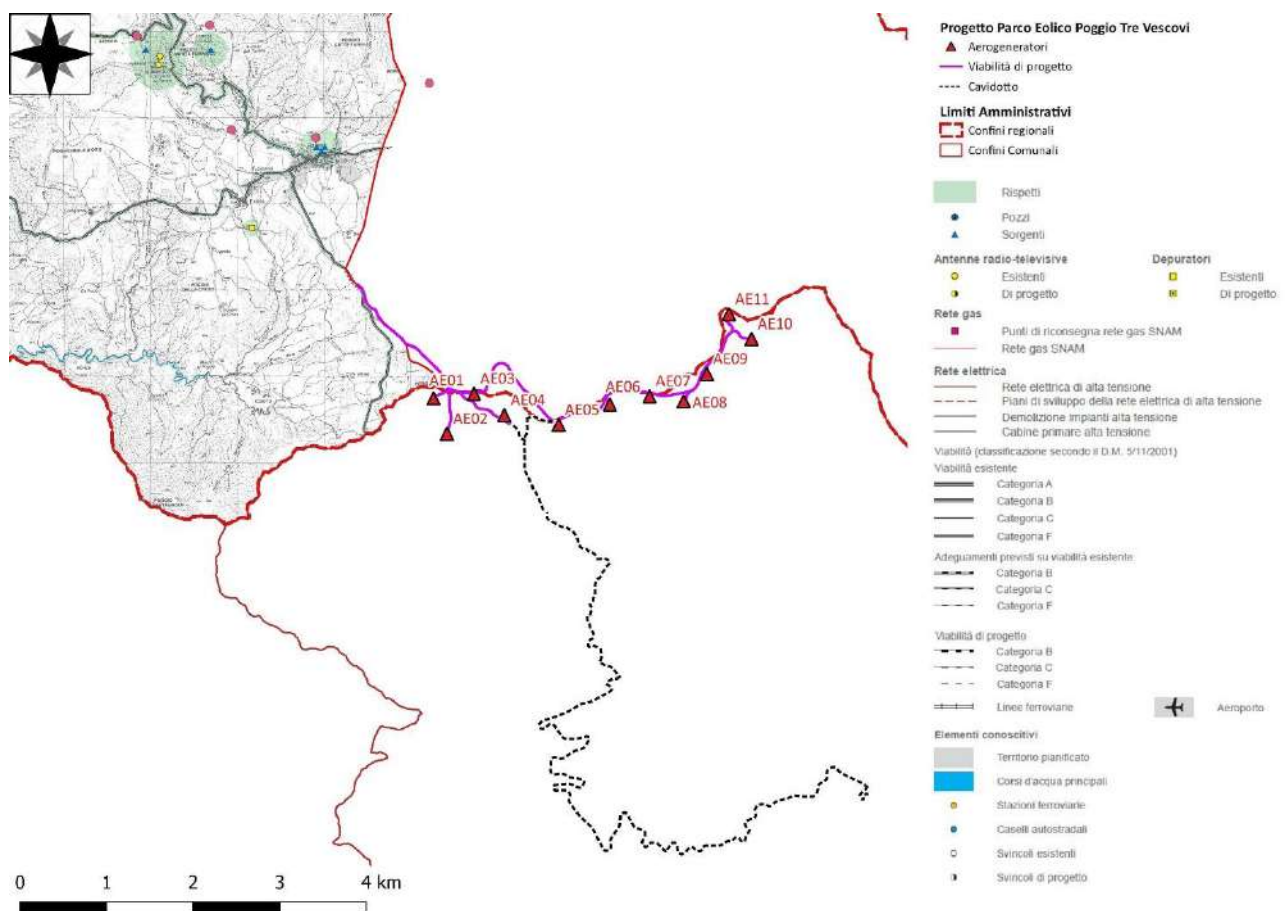 Progetto Parco Eolico Poggio Tre Vescovi
Aerogeneratori
Viabilità di progetto
Cavidotto
Limiti Amministrativi
Confini regionali
Confini Comunali
Rispetti
Pozzi
Sorgenti
Antenne radio-televisive
Depuratori
Esistenti
Esistenti
Di progetto
Di progetto
Rete gas
Punti di riconsegna rete gas SNAM
Rete gas SNAM
Rete elettrica
Rete elettrica di alta tensione
Piani di sviluppo della rete elettrica di alta tensione
Demolizione impianti alta tensione
Cabine primare alta tensione
Viabilità (classificazione secondo il D.M. 5/11/2001)
Viabilità esistente
Categoria A
Categoria B
Categoria C
Categoria F
Adeguamenti previsti su viabilità esistente
Categoria B
Categoria C
Categoria F
Viabilità di progetto
Categoria B
Categoria C
Categoria F
Linee ferroviarie
Aeroporto
Elementi conoscitivi
Territorio pianificato
Corsi d'acqua principali
Stazioni ferroviarie
Caselli autostradali
Svincoli esistenti
Svincoli di progetto
AE11
AE10
AE09
AE01
AE03
AE06
AE07
AE04
AE05
AE08
AE02
0 1 2 3 4 km